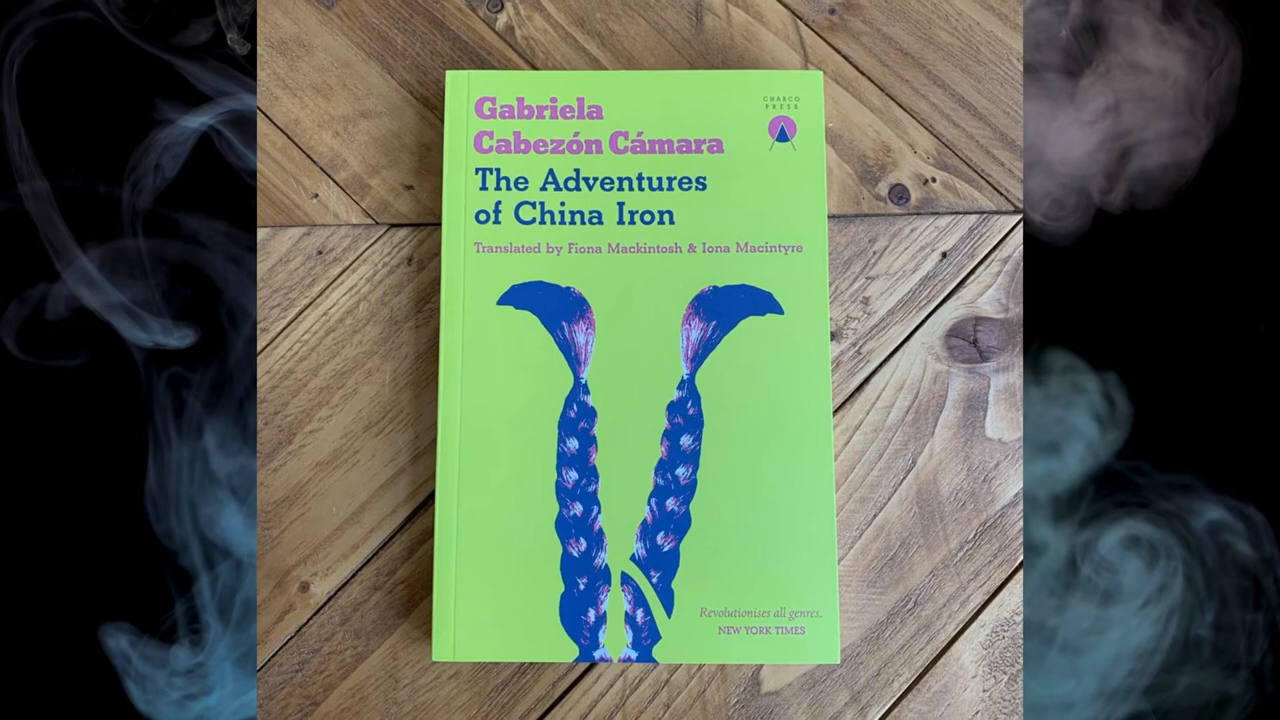 Gabriela
Cabezón Cámara
CHARCO
PRESS
The Adventures
of China Iron
Translated by Fiona Mackintosh & Iona Macintyre
Revolutionises all genres.
NEW YORK TIMES